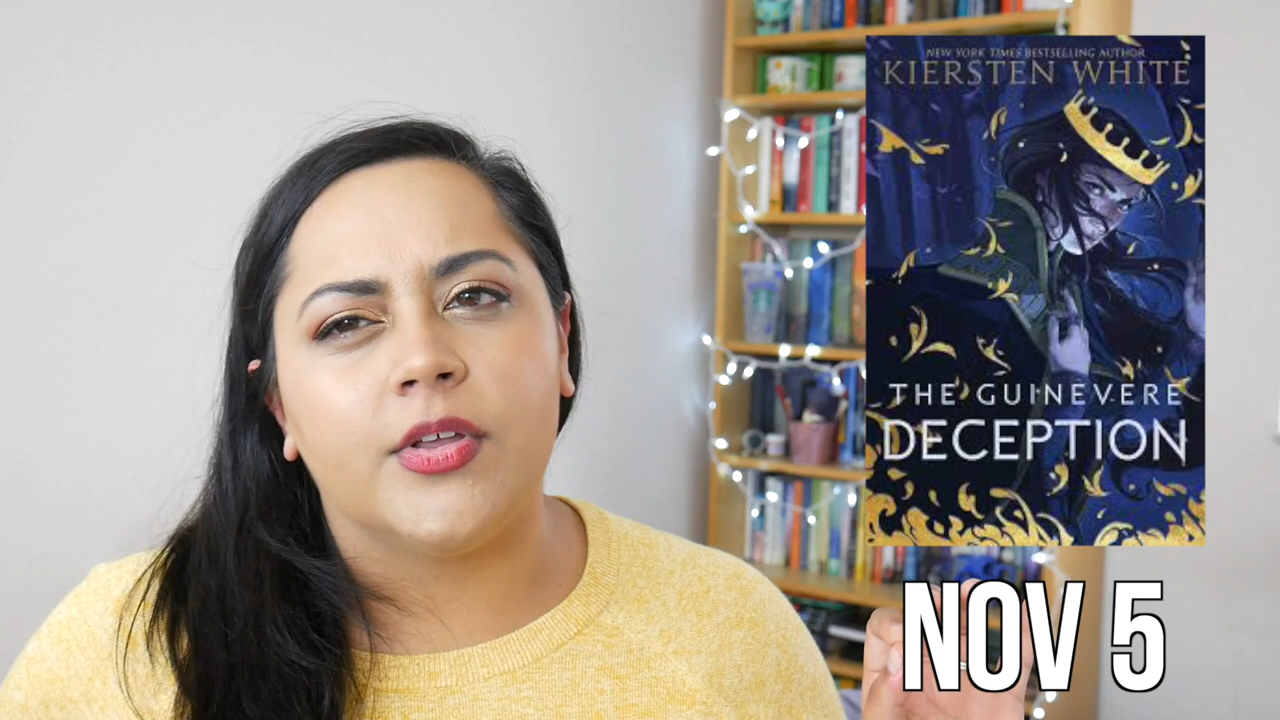 NEW YORK TIMES BESTSELLING AUTHOR
KIERSTEN WHITE
THE GUINEVERE
DECEPTION
NOV 5